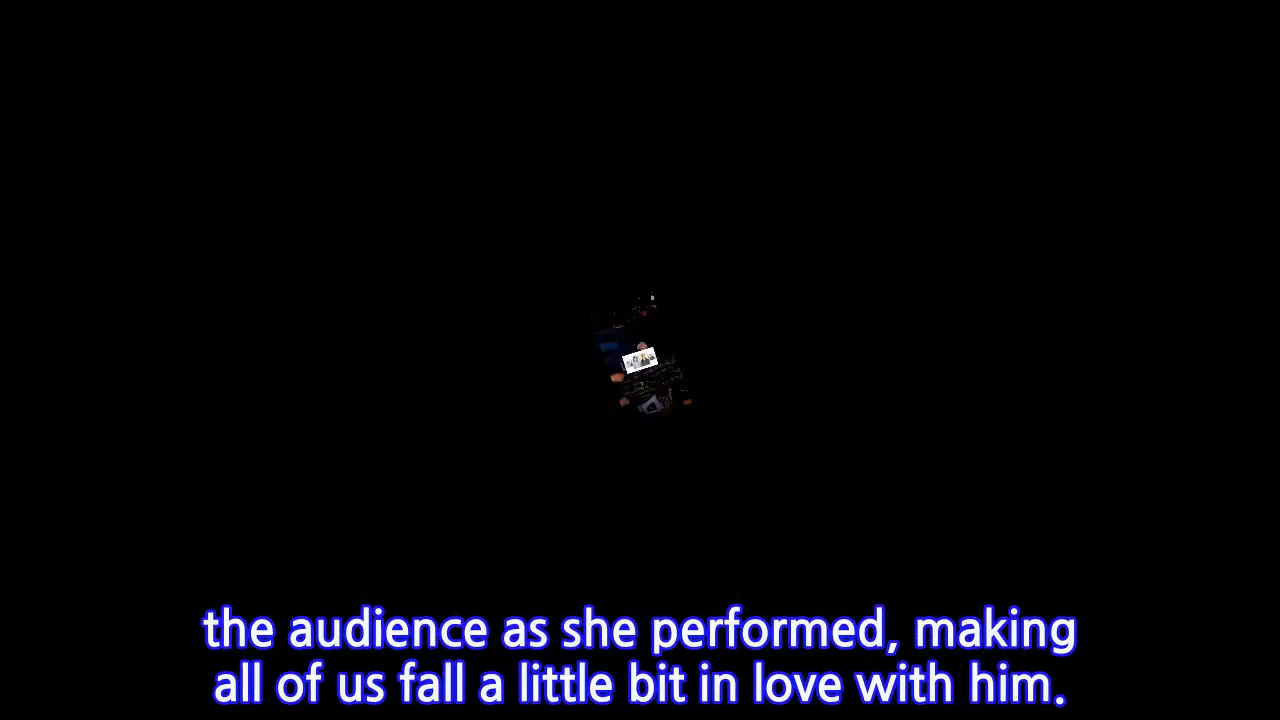 the audience as she performed, making
all of us fall a little bit in love with him.